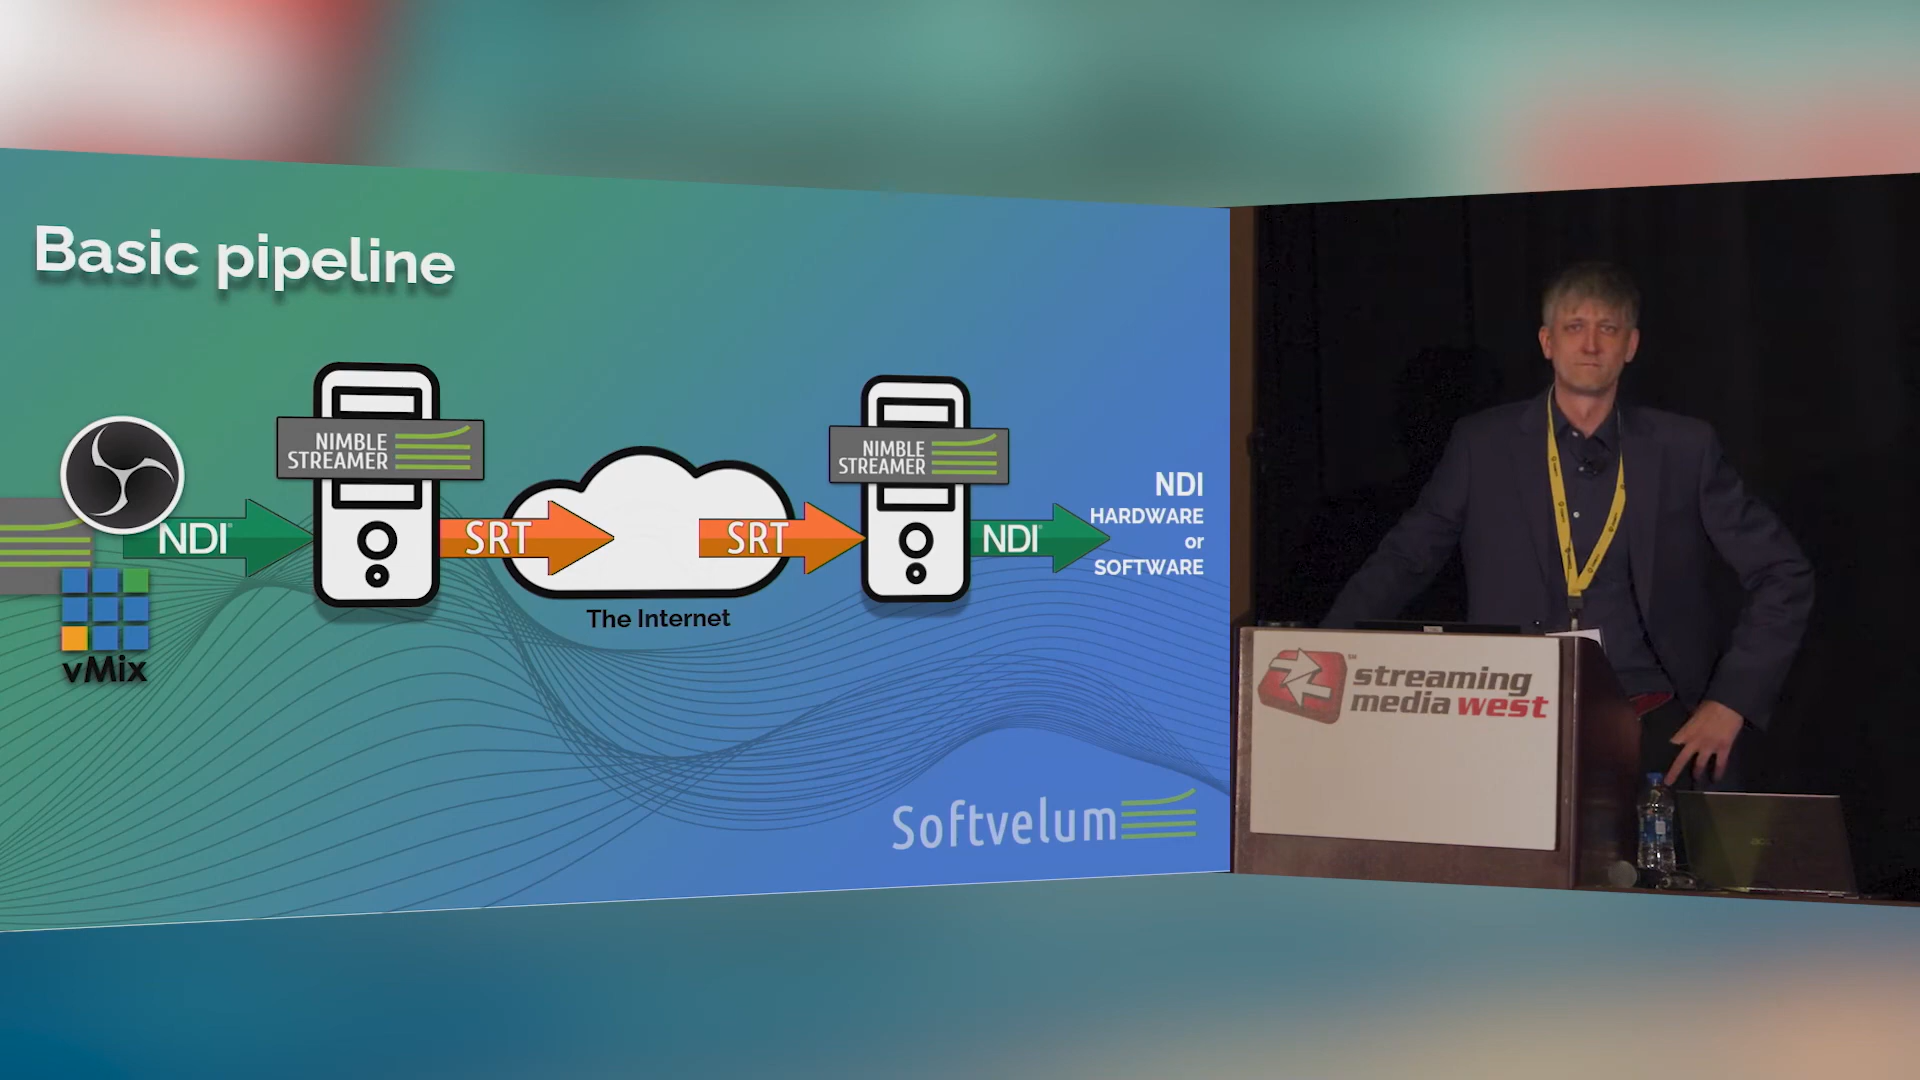 Basic pipeline
NIMBLE
STREAMER
NDI
SRT
The Internet
SRT
NIMBLE
STREAMER
NDI
NDI
HARDWARE
or
SOFTWARE
vMix
Softvelum
streaming
media west